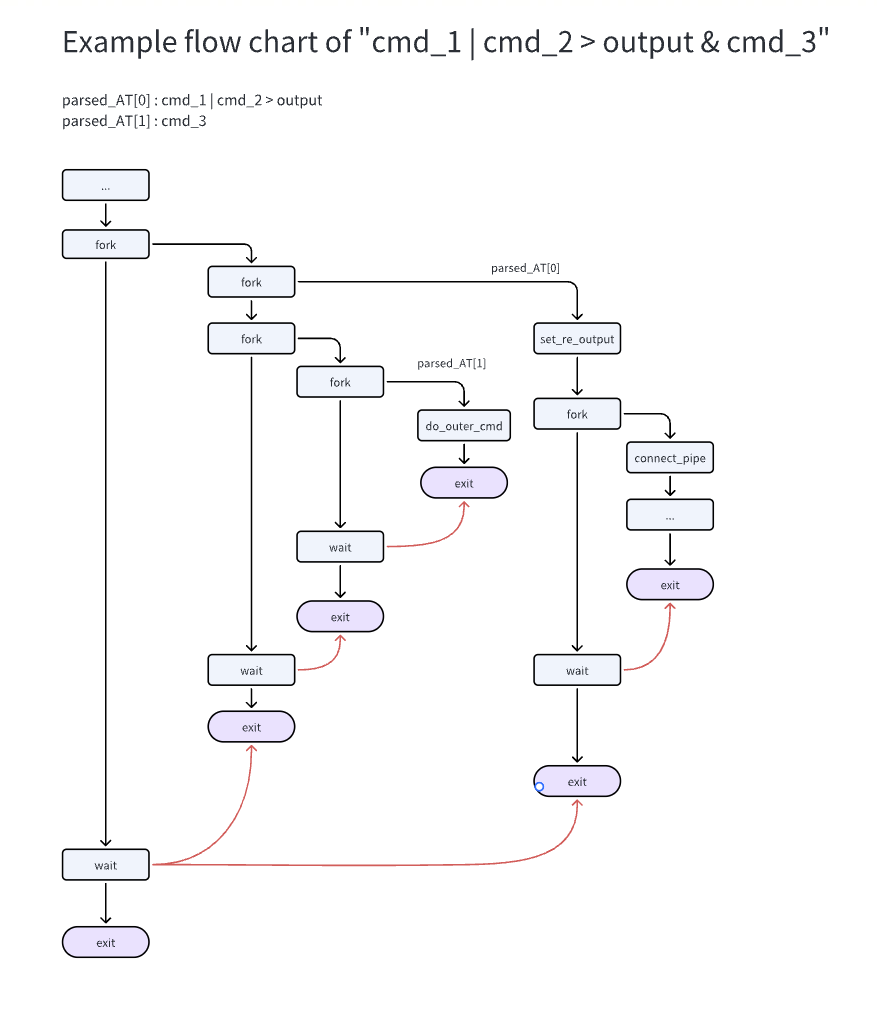 Example flow chart of "cmd_1 | cmd_2 > output & cmd_3"
parsed_AT[0] : cmd_1 | cmd_2 > output
parsed_AT[1] : cmd_3
...
fork
parsed_AT[0]
fork
fork
set_re_output
parsed_AT[1]
fork
fork
do_outer_cmd
connect_pipe
exit
...
wait
exit
exit
wait
wait
exit
exit
wait
exit